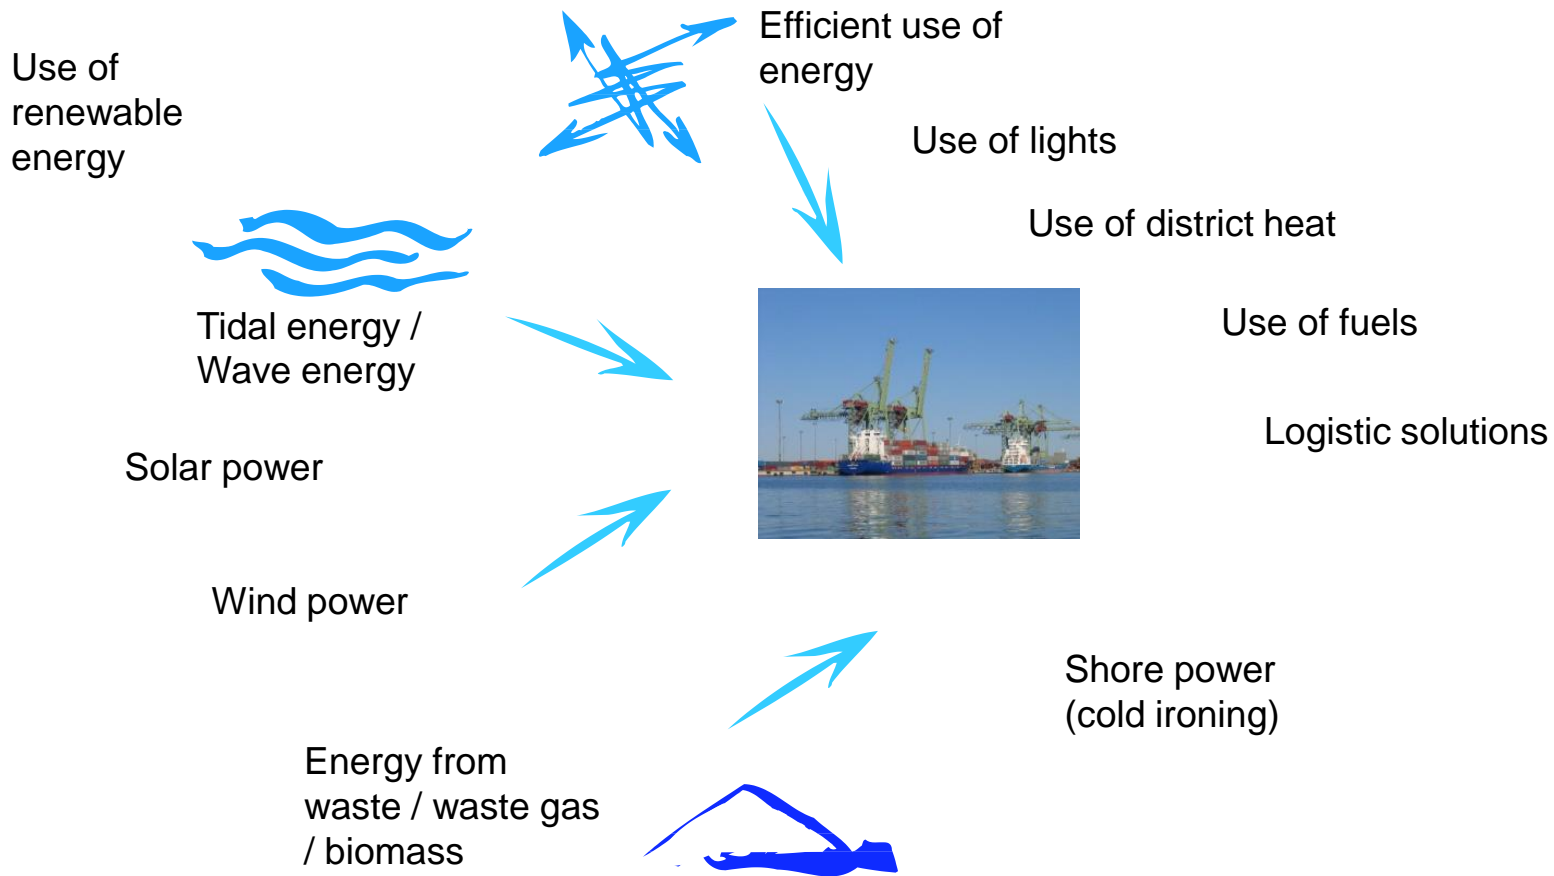 Use of
renewable
energy
Efficient use of
energy
Use of lights
Use of district heat
Tidal energy /
Wave energy
Use of fuels
Solar power
Logistic solutions
Wind power
Shore power
(cold ironing)
Energy from
waste / waste gas
/ biomass